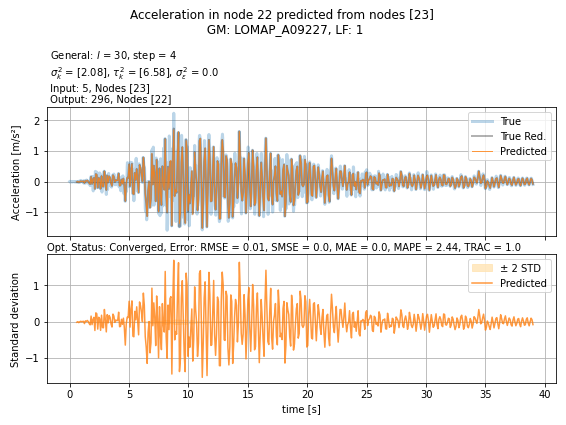 Acceleration in node 22 predicted from nodes [23]
GM: LOMAP_A09227, LF: 1
General: l = 30, step = 4
σ²ₖ = [2.08], τ²ₖ = [6.58], σ²ε = 0.0
Input: 5, Nodes [23]
Output: 296, Nodes [22]
Acceleration [m/s²]
2
1
0
−1
True
True Red.
Predicted
Opt. Status: Converged, Error: RMSE = 0.01, SMSE = 0.0, MAE = 0.0, MAPE = 2.44, TRAC = 1.0
Standard deviation
1
0
−1
± 2 STD
Predicted
0 5 10 15 20 25 30 35 40
time [s]